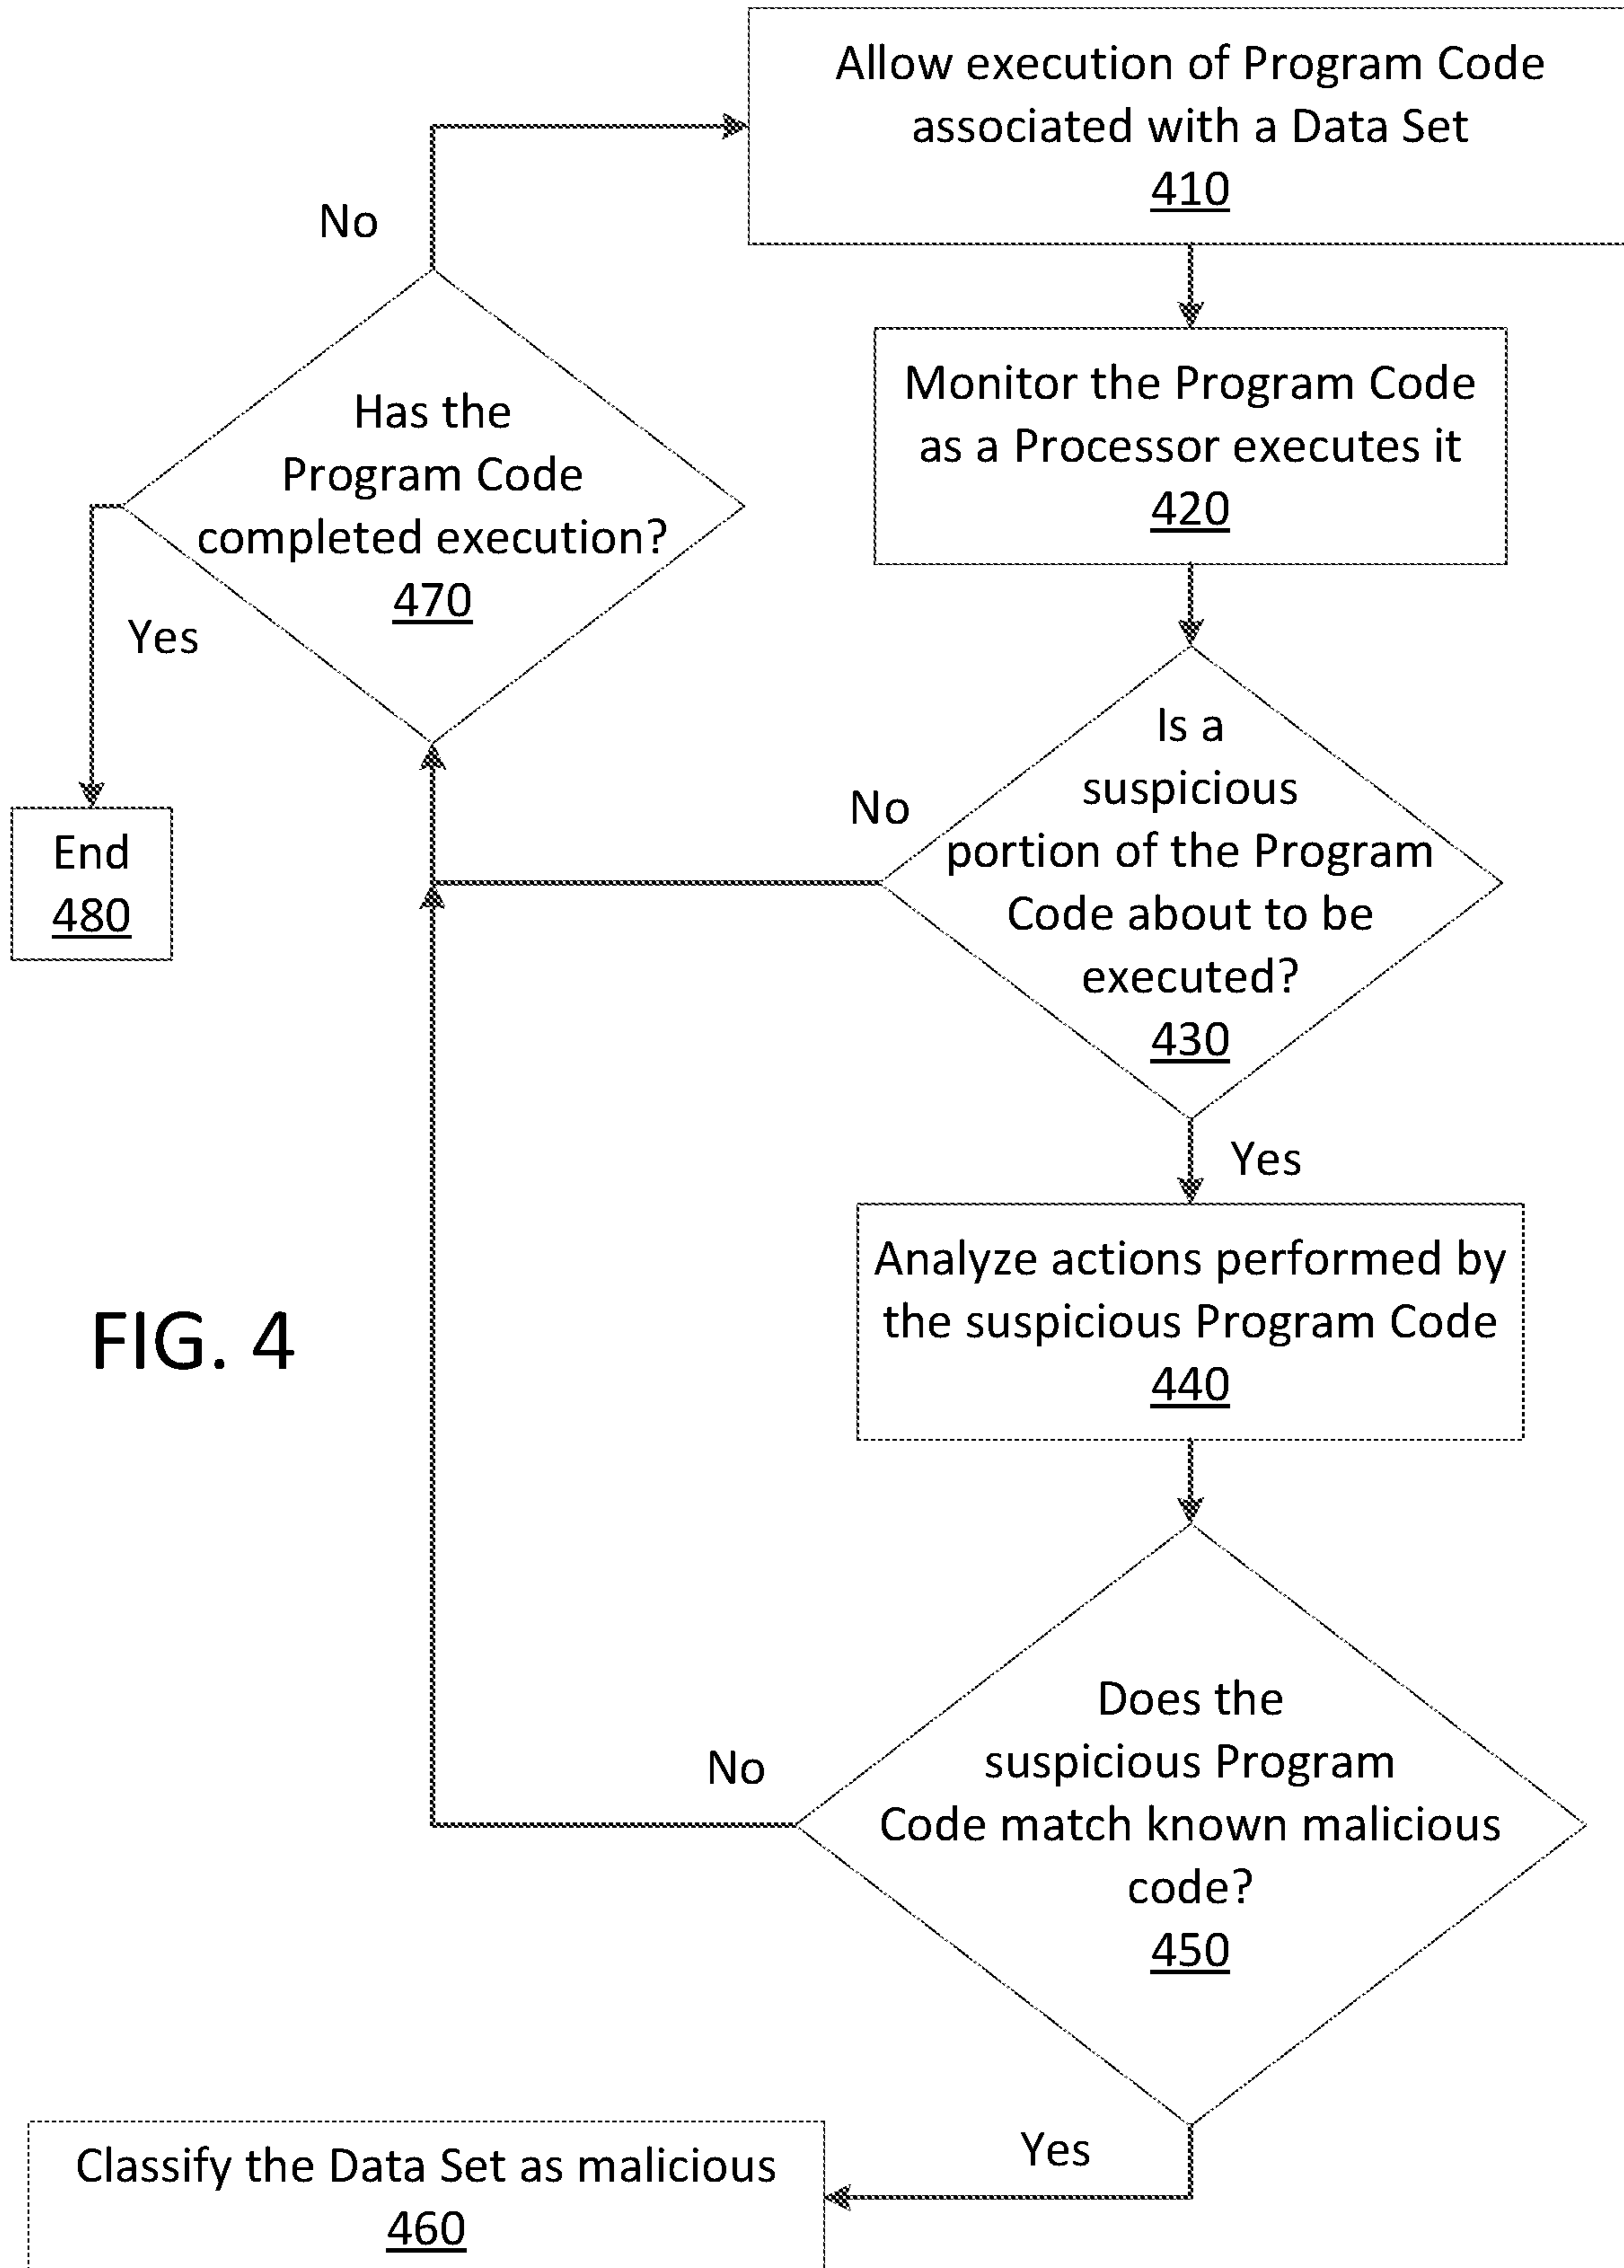 Allow execution of Program Code
associated with a Data Set
410
No
Monitor the Program Code
as a Processor executes it
420
Has the
Program Code
completed execution?
470
Yes
End
480
Is a
suspicious
portion of the Program
Code about to be
executed?
430
No
Yes
Analyze actions performed by
the suspicious Program Code
440
FIG. 4
Does the
suspicious Program
Code match known malicious
code?
450
No
Yes
Classify the Data Set as malicious
460